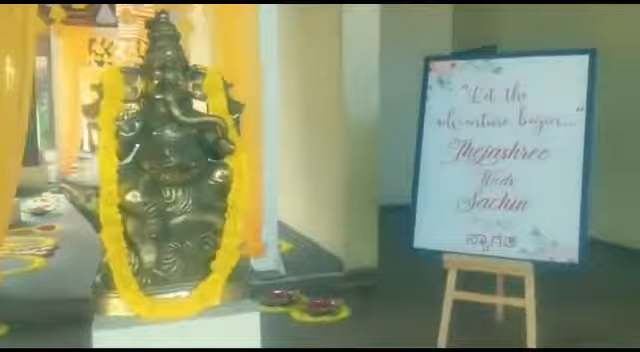 "Let the
adventure begin..."
Thejashree
Weds
Sachin
ಸ್ವಾಗತ